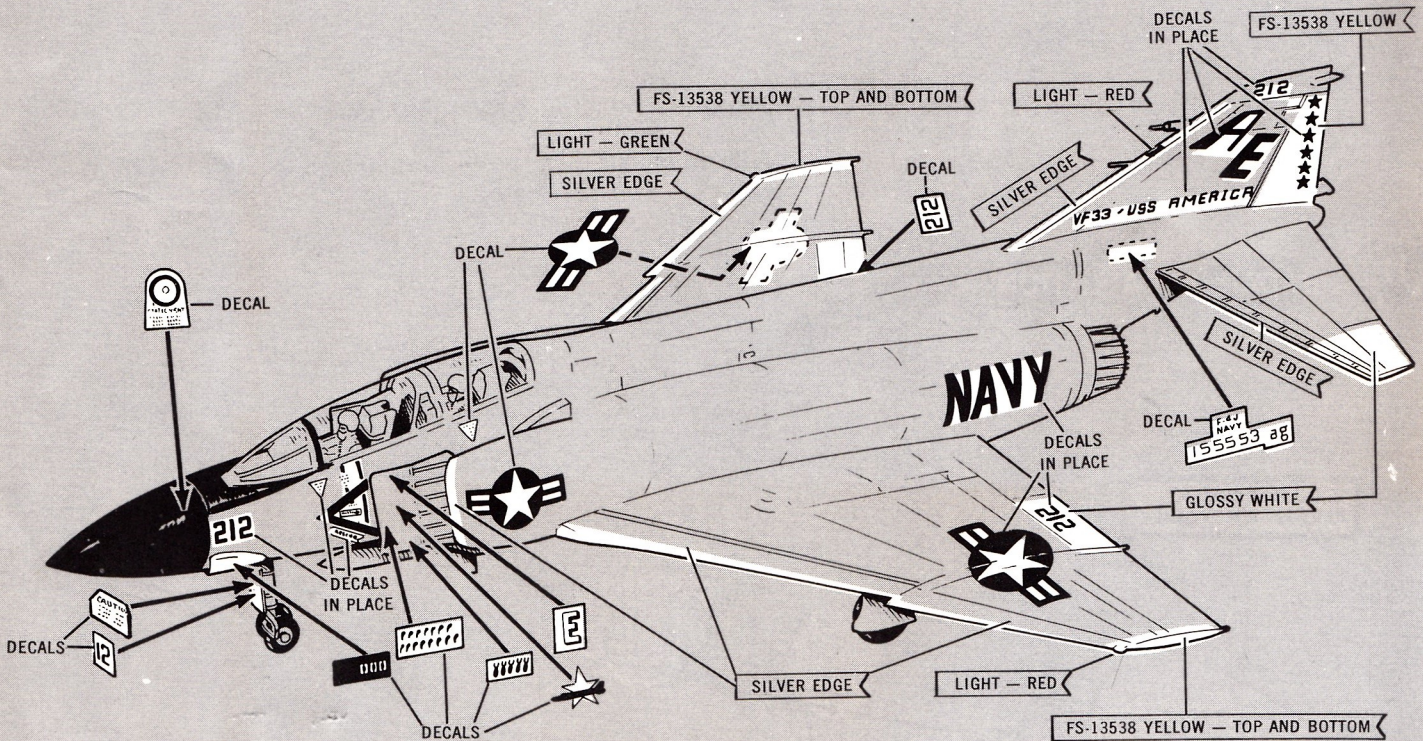 DECALS
IN PLACE
FS-13538 YELLOW
FS-13538 YELLOW — TOP AND BOTTOM
LIGHT — RED
212
LIGHT — GREEN
SILVER EDGE
DECAL
212
SILVER EDGE
AE
VF33 - USS AMERICA
DECAL
DECAL
SILVER EDGE
NAVY
DECAL
F-4J
NAVY
155553 ag
DECALS
IN PLACE
GLOSSY WHITE
212
212
DECALS
IN PLACE
CAUTION
DECALS
12
E
000
SILVER EDGE
LIGHT — RED
DECALS
FS-13538 YELLOW — TOP AND BOTTOM